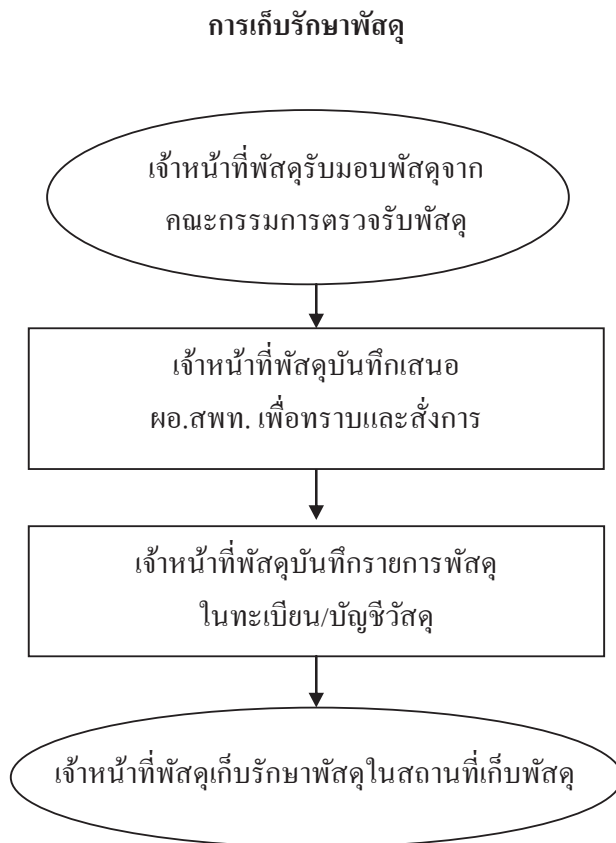 การเก็บรักษาพัสดุ
เจ้าหน้าที่พัสดุรับมอบพัสดุจาก
คณะกรรมการตรวจรับพัสดุ
เจ้าหน้าที่พัสดุบันทึกเสนอ
ผอ.สพท. เพื่อทราบและสั่งการ
เจ้าหน้าที่พัสดุบันทึกรายการพัสดุ
ในทะเบียน/บัญชีวัสดุ
เจ้าหน้าที่พัสดุเก็บรักษาพัสดุในสถานที่เก็บพัสดุ